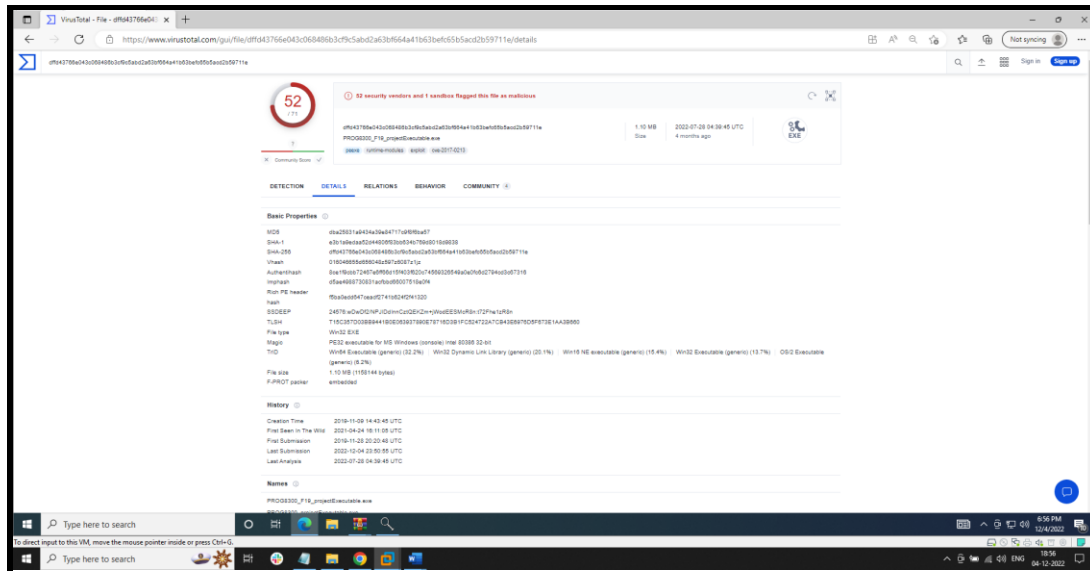 VirusTotal - File - dffd43766e043
https://www.virustotal.com/gui/file/dffd43766e043c068486b3cf9c5abd2a63bf664a41b63befc65b5acd2b59711e/details
Not syncing
dffd43766e043c068486b3cf9c5abd2a63bf664a41b63befc65b5acd2b59711e
Sign in Sign up
52
/ 71
?
Community Score
52 security vendors and 1 sandbox flagged this file as malicious
dffd43766e043c068486b3cf9c5abd2a63bf664a41b63befc65b5acd2b59711e
PROG8300_F19_projectExecutable.exe
peexe runtime-modules exploit cve-2017-0213
1.10 MB
Size
2022-07-28 04:39:45 UTC
4 months ago
EXE
DETECTION DETAILS RELATIONS BEHAVIOR COMMUNITY
Basic Properties
MD5
SHA-1
SHA-256 dffd43766e043c068486b3cf9c5abd2a63bf664a41b63befc65b5acd2b59711e
Vhash
Authentihash
Imphash
Rich PE header
hash
SSDEEP
TLSH
File type Win32 EXE
Magic PE32 executable for MS Windows (console) Intel 80386 32-bit
TrID Win64 Executable (generic) (32.2%) Win32 Dynamic Link Library (generic) (20.1%) Win16 NE executable (generic) (15.4%) Win32 Executable (generic) (13.7%) OS/2 Executable
(generic) (6.2%)
File size 1.10 MB (1158144 bytes)
F-PROT packer embedded
History
Creation Time 2019-11-09 14:43:45 UTC
First Seen In The Wild 2021-04-24 16:11:05 UTC
First Submission 2019-11-28 20:20:48 UTC
Last Submission 2022-12-04 23:50:55 UTC
Last Analysis 2022-07-28 04:39:45 UTC
Names
PROG8300_F19_projectExecutable.exe
Type here to search
6:56 PM
12/4/2022
To direct input to this VM, move the mouse pointer inside or press Ctrl+G.
Type here to search
ENG
18:56
04-12-2022